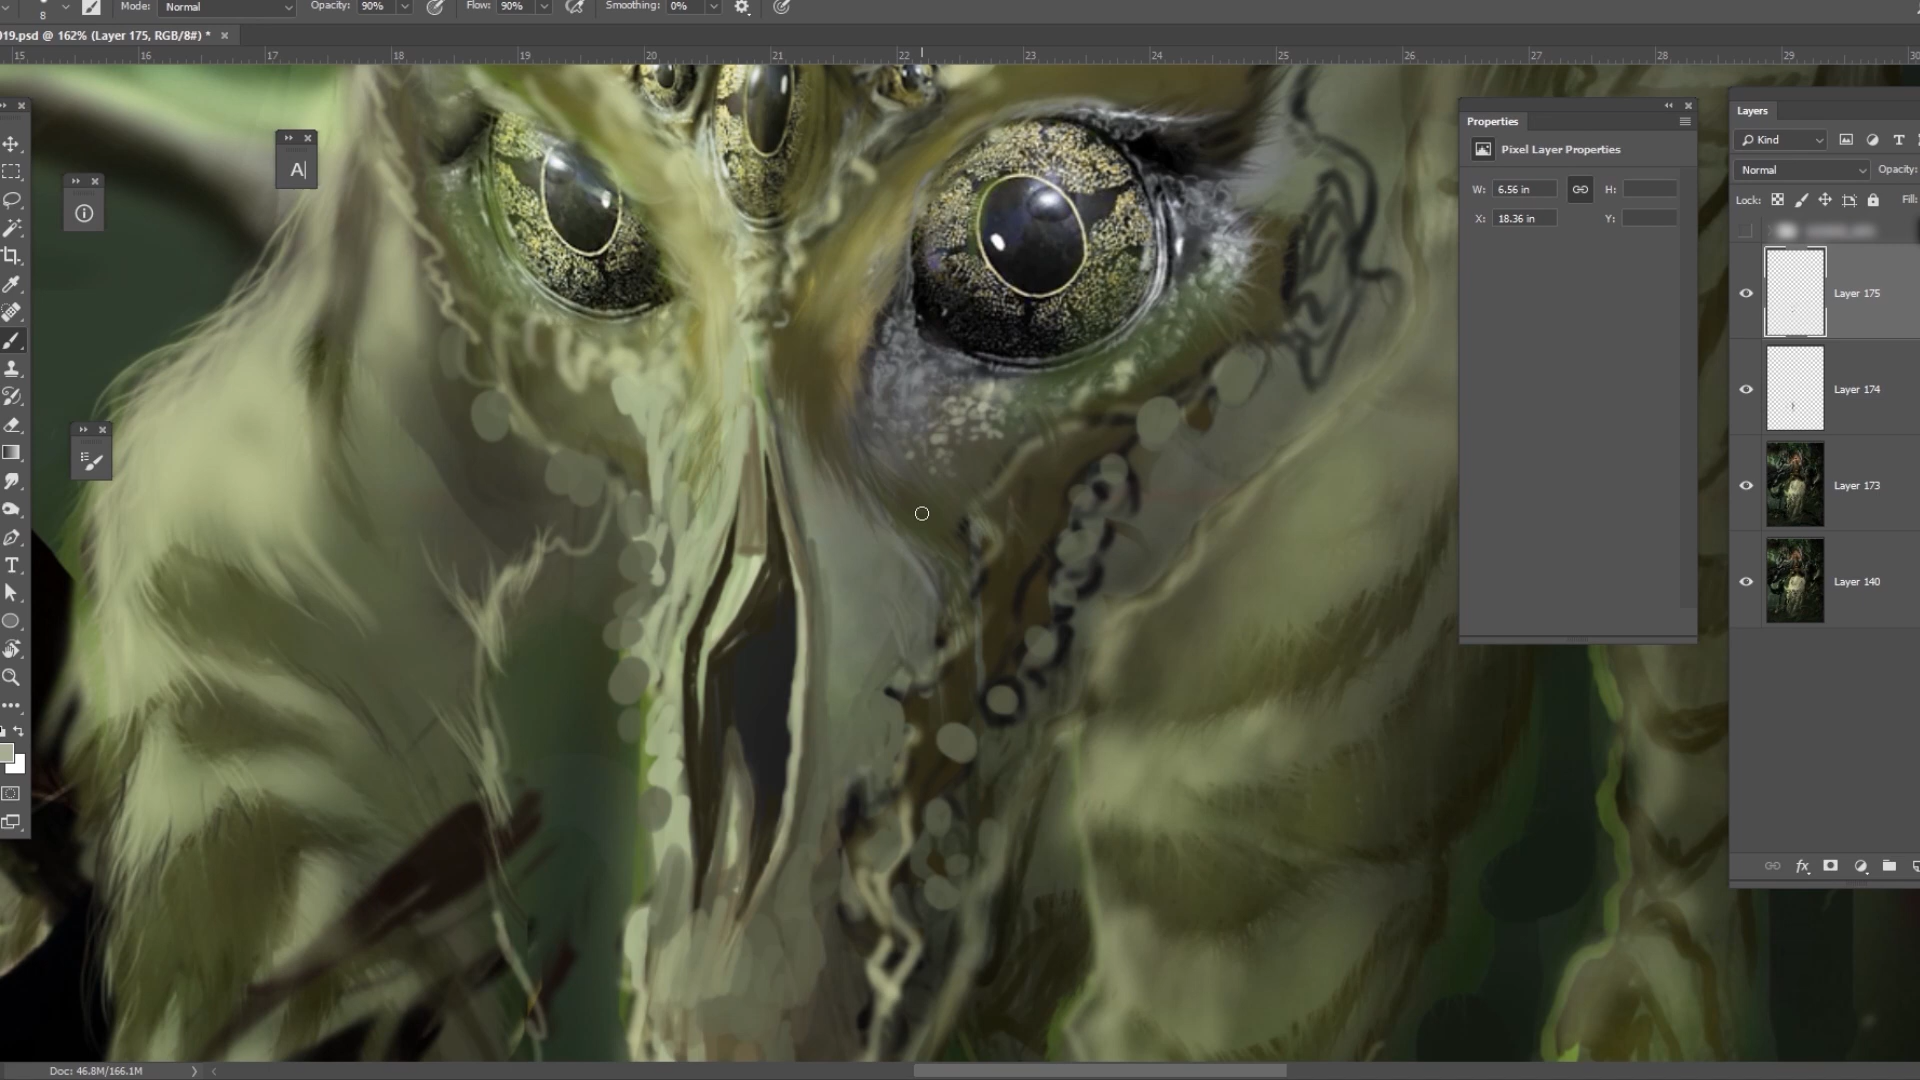 8 Mode: Normal Opacity: 90% Flow: 90% Smoothing: 0%
019.psd @ 162% (Layer 175, RGB/8#) *
15 16 17 18 19 20 21 22 23 24 25 26 27 28 29 30
A
Properties
Pixel Layer Properties
W: 6.56 in H:
X: 18.36 in Y:
Layers
Kind
Normal Opacity:
Lock: Fill:
Layer 175
Layer 174
Layer 173
Layer 140
fx
T
Doc: 46.8M/166.1M